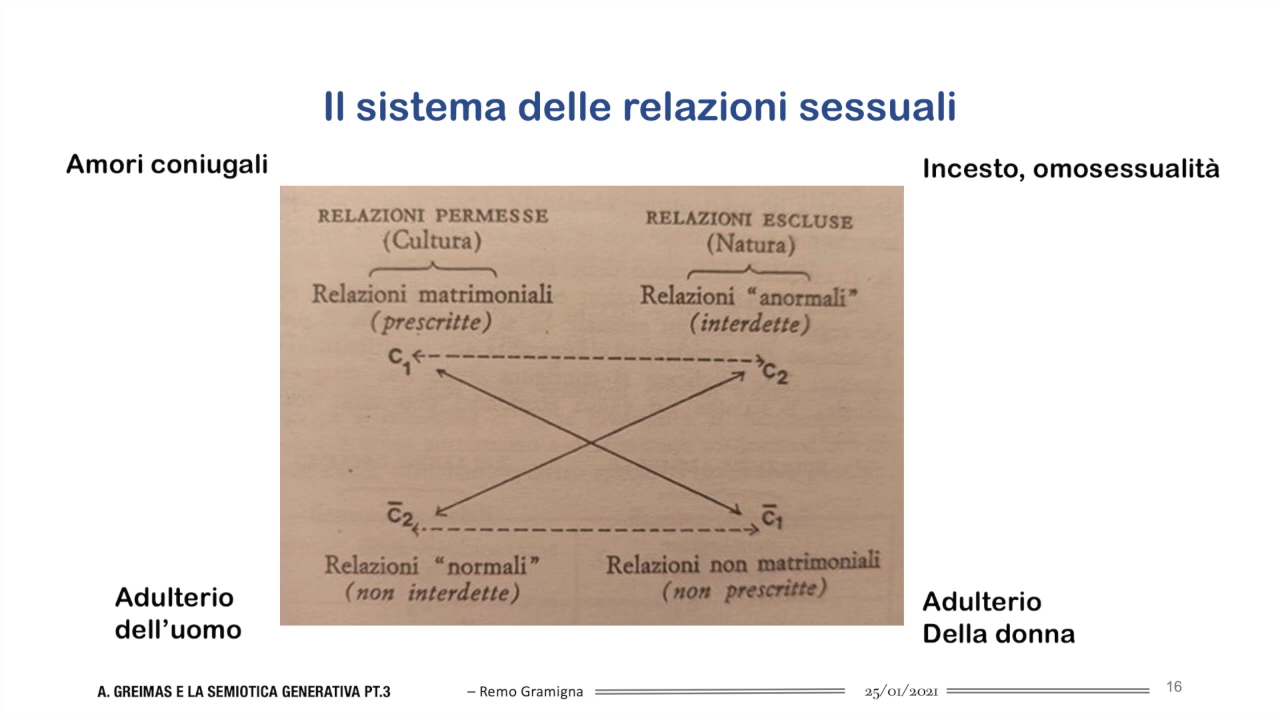 Il sistema delle relazioni sessuali
Amori coniugali
Incesto, omosessualità
RELAZIONI PERMESSE
(Cultura)
Relazioni matrimoniali
(prescritte)
RELAZIONI ESCLUSE
(Natura)
Relazioni “anormali”
(interdette)
C₁
C₂
C̅₂
C̅₁
Relazioni “normali”
(non interdette)
Relazioni non matrimoniali
(non prescritte)
Adulterio
dell’uomo
Adulterio
Della donna
A. GREIMAS E LA SEMIOTICA GENERATIVA PT.3
– Remo Gramigna
25/01/2021
16